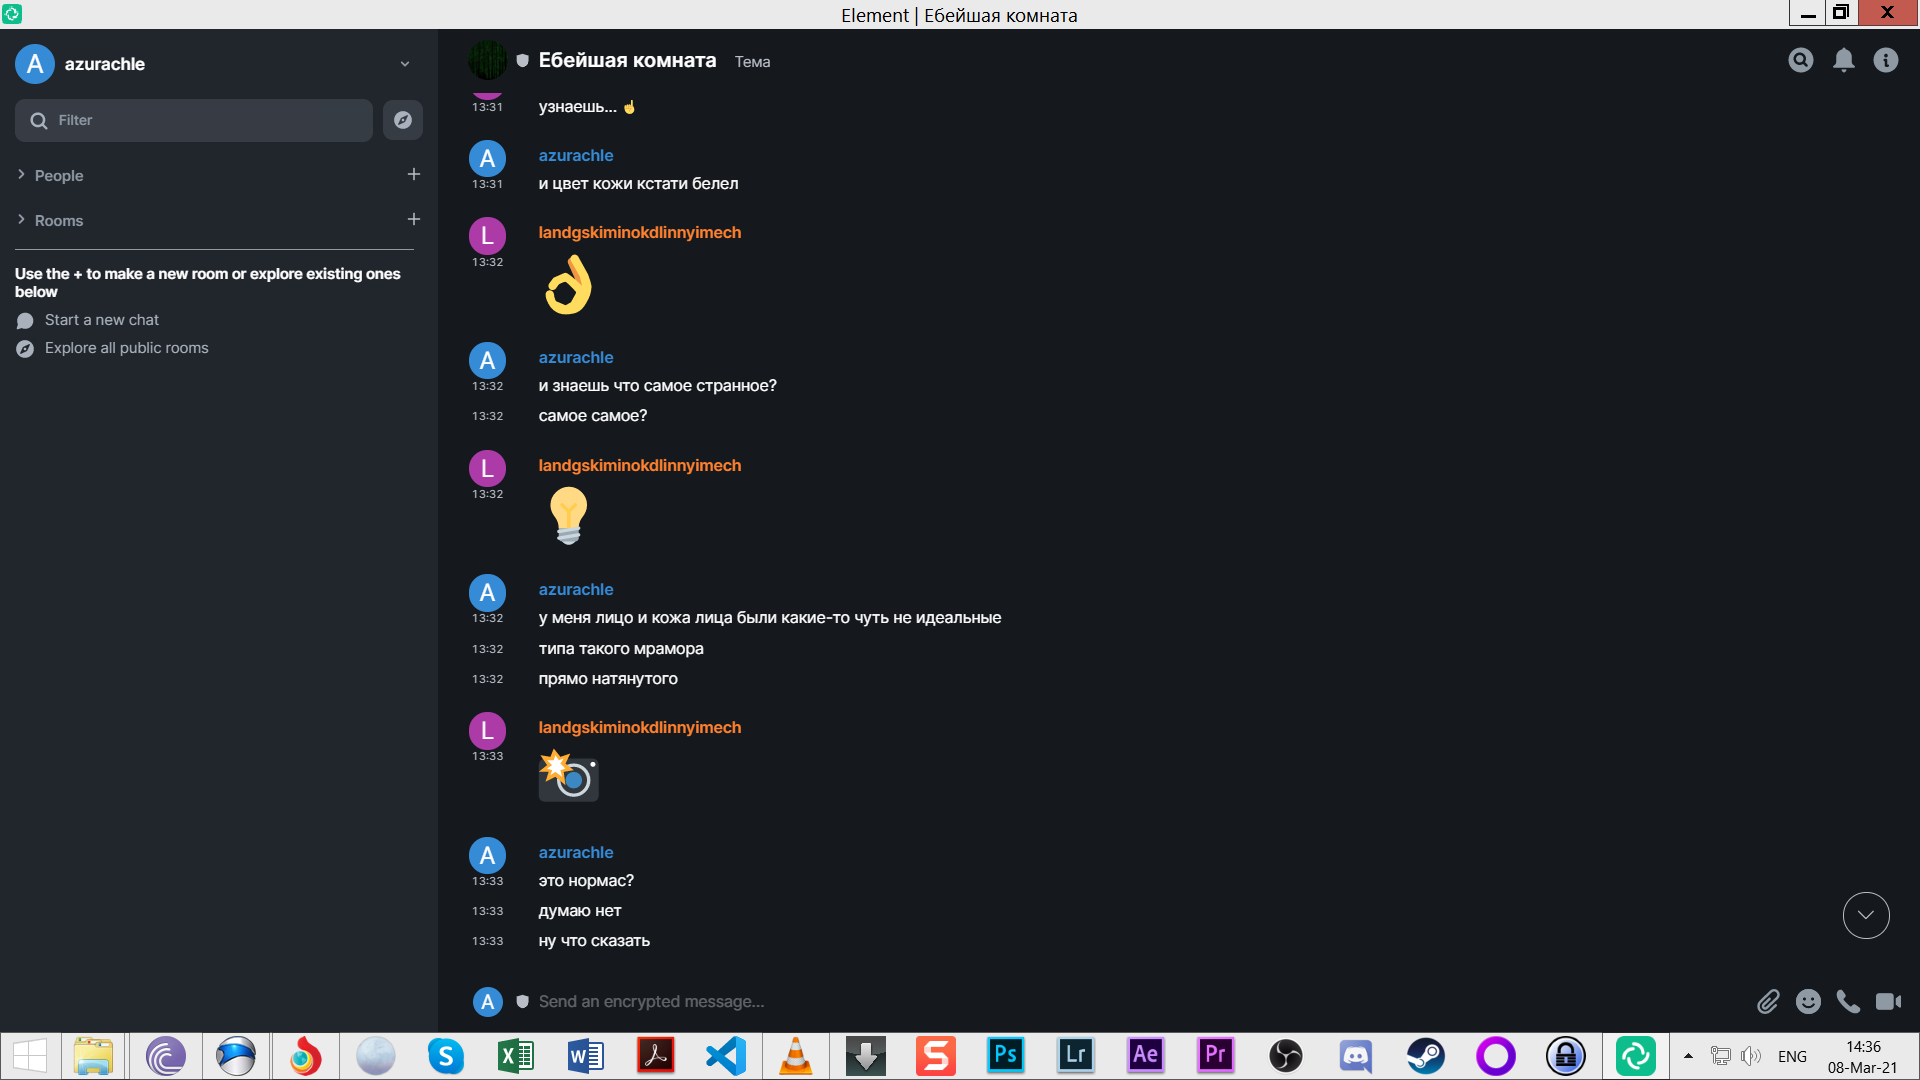 Element | Ебейшая комната
A azurachle
Filter
People
Rooms
Use the + to make a new room or explore existing ones
below
Start a new chat
Explore all public rooms
Ебейшая комната Тема
13:31 узнаешь...
A azurachle
13:31 и цвет кожи кстати белел
L landgskiminokdlinnyimech
13:32
A azurachle
13:32 и знаешь что самое странное?
13:32 самое самое?
L landgskiminokdlinnyimech
13:32
A azurachle
13:32 у меня лицо и кожа лица были какие-то чуть не идеальные
13:32 типа такого мрамора
13:32 прямо натянутого
L landgskiminokdlinnyimech
13:33
A azurachle
13:33 это нормас?
13:33 думаю нет
13:33 ну что сказать
A Send an encrypted message...
S X W Ps Lr Ae Pr ENG 14:36
08-Mar-21